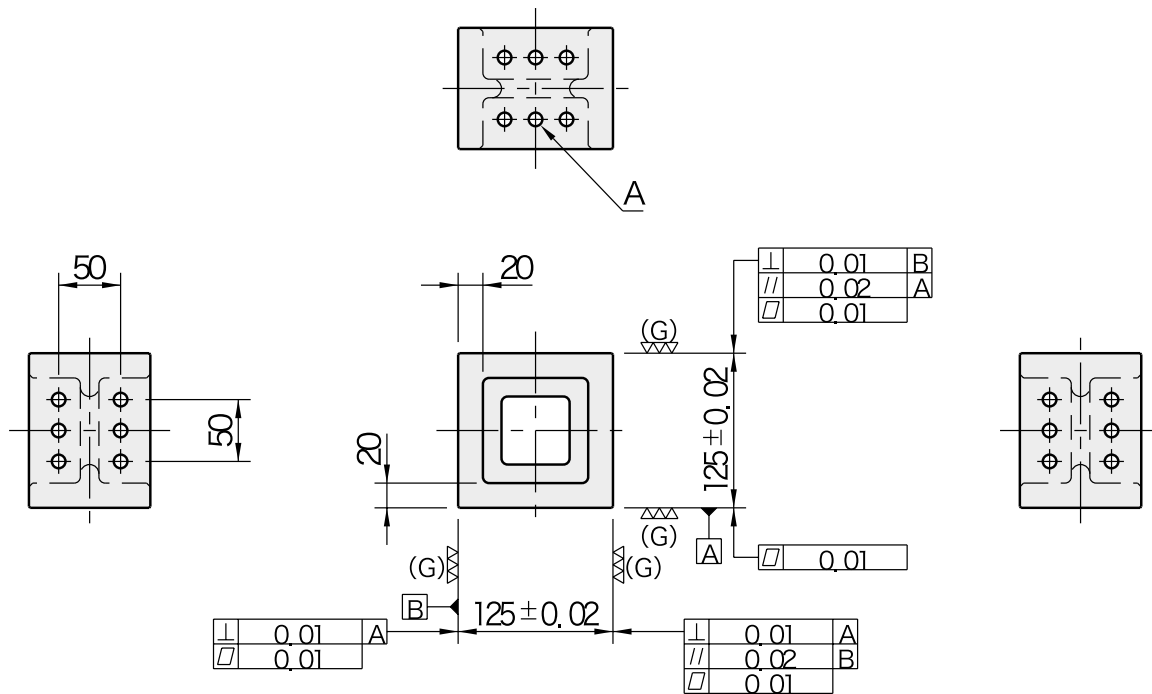 A
50
50
20
20
(G)
125±0.02
(G)
A
⊥ 0.01 B
// 0.02 A
⏥ 0.01
⏥ 0.01
(G)
(G)
B
125±0.02
⊥ 0.01 A
⏥ 0.01
⊥ 0.01 A
// 0.02 B
⏥ 0.01